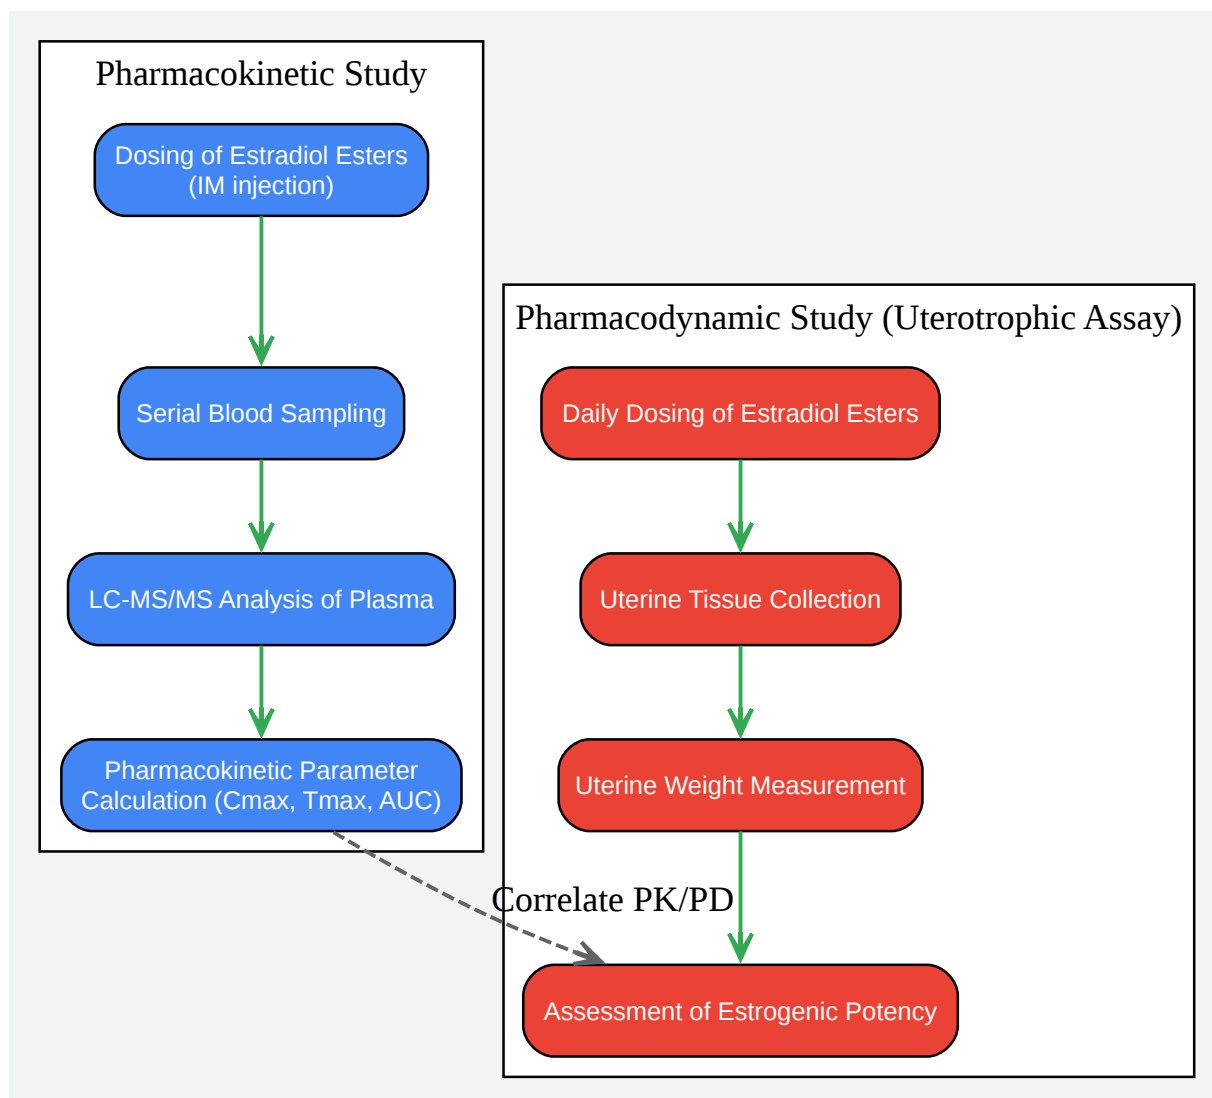 Pharmacokinetic Study
Dosing of Estradiol Esters
(IM injection)
Serial Blood Sampling
LC-MS/MS Analysis of Plasma
Pharmacokinetic Parameter
Calculation (Cmax, Tmax, AUC)
Correlate PK/PD
Pharmacodynamic Study (Uterotrophic Assay)
Daily Dosing of Estradiol Esters
Uterine Tissue Collection
Uterine Weight Measurement
Assessment of Estrogenic Potency